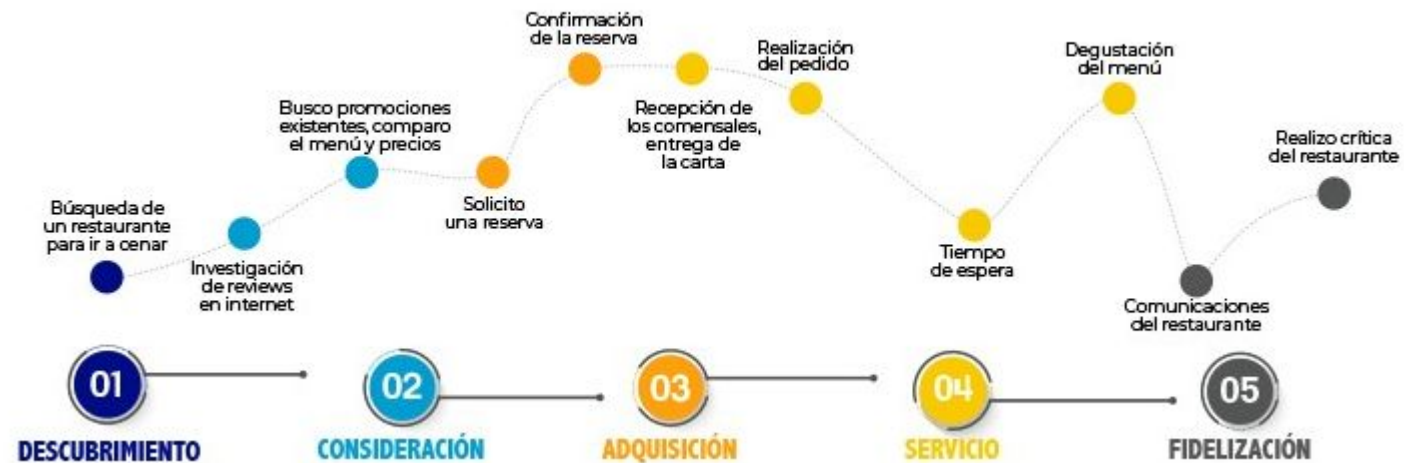 Búsqueda de
un restaurante
para ir a cenar
Investigación
de reviews
en internet
Busco promociones
existentes, comparo
el menú y precios
Solicito
una reserva
Confirmación
de la reserva
Recepción de
los comensales,
entrega de
la carta
Realización
del pedido
Tiempo
de espera
Degustación
del menú
Comunicaciones
del restaurante
Realizo crítica
del restaurante
01
DESCUBRIMIENTO
02
CONSIDERACIÓN
03
ADQUISICIÓN
04
SERVICIO
05
FIDELIZACIÓN